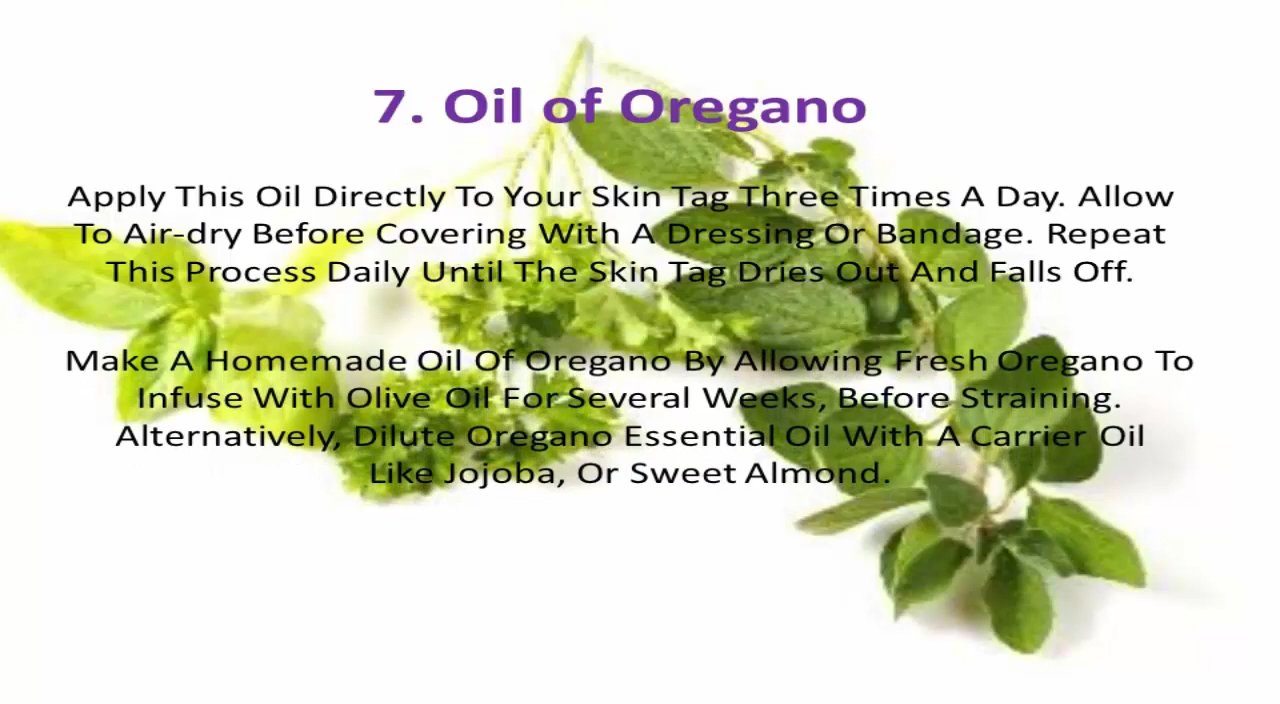 7. Oil of Oregano
Apply This Oil Directly To Your Skin Tag Three Times A Day. Allow
To Air-dry Before Covering With A Dressing Or Bandage. Repeat
This Process Daily Until The Skin Tag Dries Out And Falls Off.
Make A Homemade Oil Of Oregano By Allowing Fresh Oregano To
Infuse With Olive Oil For Several Weeks, Before Straining.
Alternatively, Dilute Oregano Essential Oil With A Carrier Oil
Like Jojoba, Or Sweet Almond.